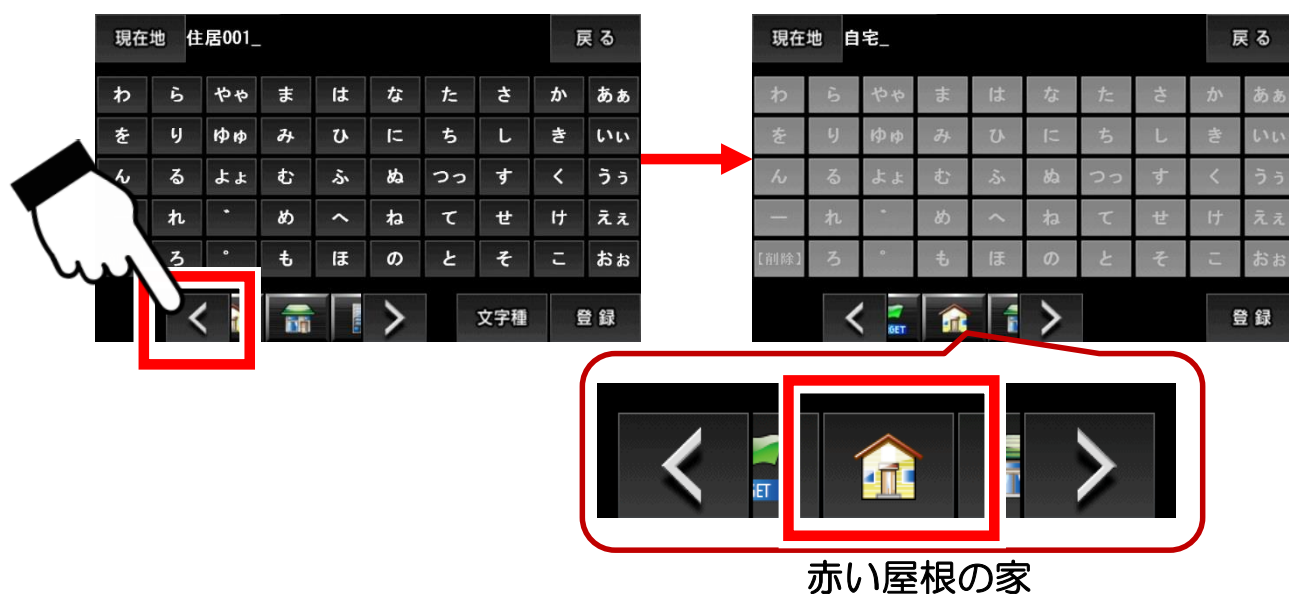 現在地 住居001_ 戻る
わ ら やゃ ま は な た さ か あぁ
を り ゆゅ み ひ に ち し き いぃ
ん る よょ む ふ ぬ つっ す く うぅ
れ ゛ め へ ね て せ け えぇ
ろ ゜ も ほ の と そ こ おぉ
文字種 登録
現在地 自宅_ 戻る
わ ら やゃ ま は な た さ か あぁ
を り ゆゅ み ひ に ち し き いぃ
ん る よょ む ふ ぬ つっ す く うぅ
ー れ ゛ め へ ね て せ け えぇ
[削除] ろ ゜ も ほ の と そ こ おぉ
GET 登録
ET
赤い屋根の家